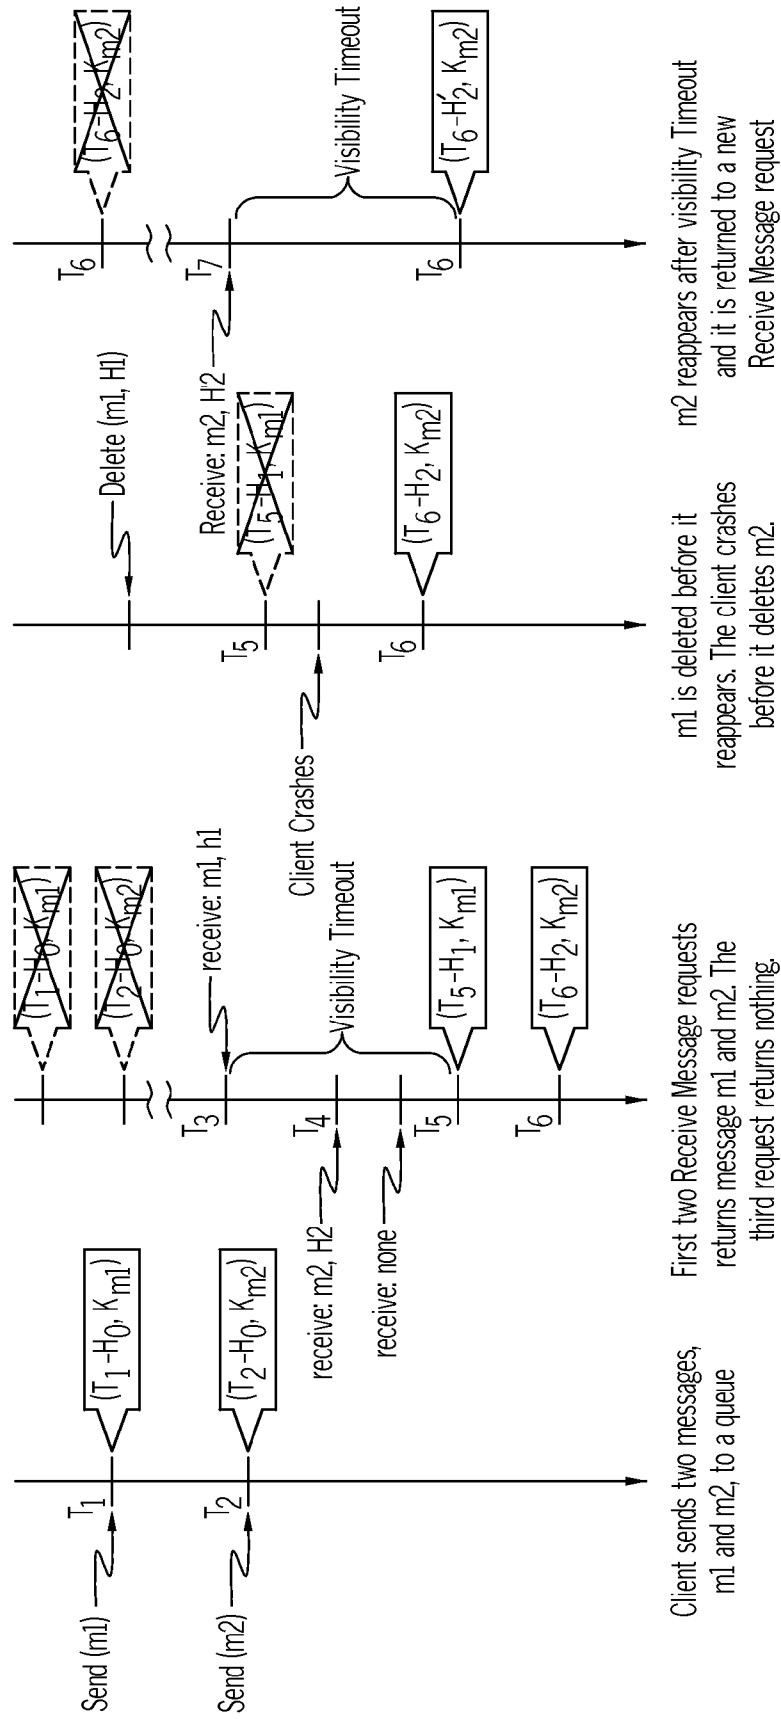 Send (m1)
T1
(T1-H0, Km1)
Send (m2)
T2
(T2-H0, Km2)
Client sends two messages,
m1 and m2, to a queue
(T1-H0, Km1)
(T2-H0, Km2)
T3
receive: m1, h1
Visibility Timeout
T4
receive: m2, H2
receive: none
T5
(T5-H1, Km1)
T6
(T6-H2, Km2)
First two Receive Message requests
returns message m1 and m2. The
third request returns nothing.
Delete (m1, H1)
T5
(T5-H1, Km1)
Client Crashes
T6
(T6-H2, Km2)
m1 is deleted before it
reappears. The client crashes
before it deletes m2.
T6
(T6-H2, Km2)
T7
Receive: m2, H'2
Visibility Timeout
T6
(T6-H'2, Km2)
m2 reappears after visibility Timeout
and it is returned to a new
Receive Message request